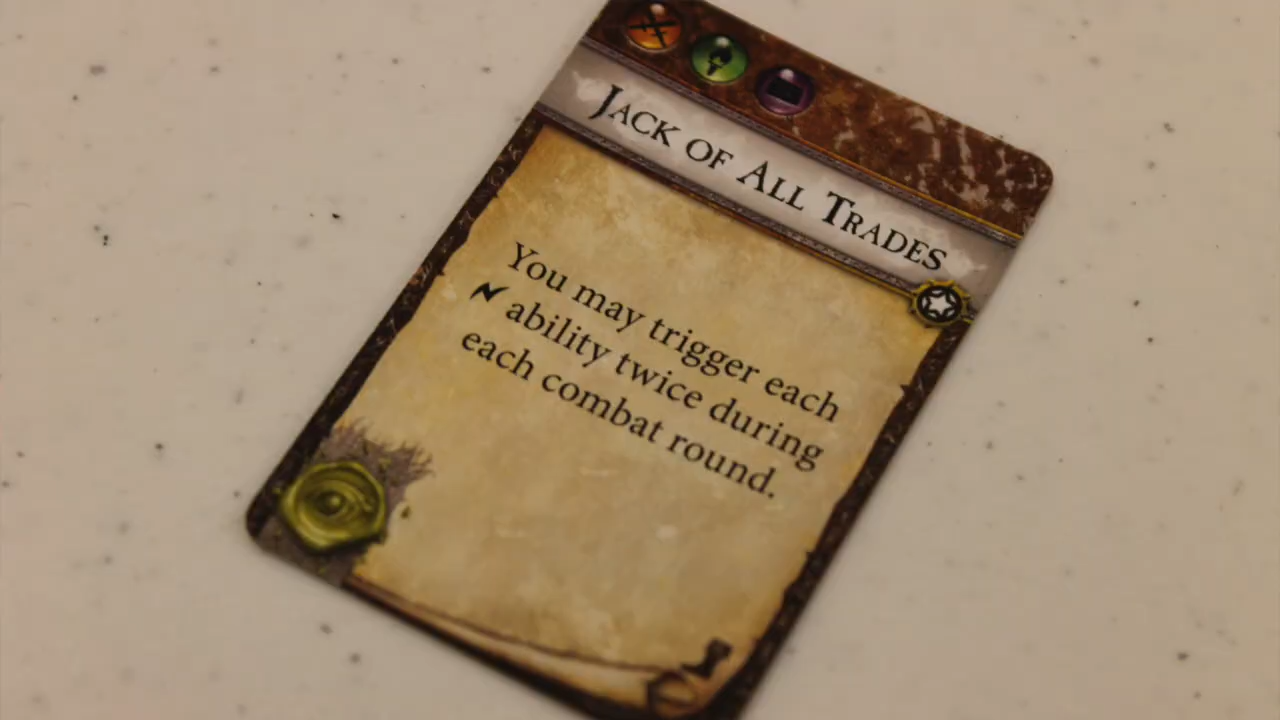 Jack of All Trades
You may trigger each
ability twice during
each combat round.